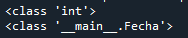 <class 'int'>
<class '__main__.Fecha'>